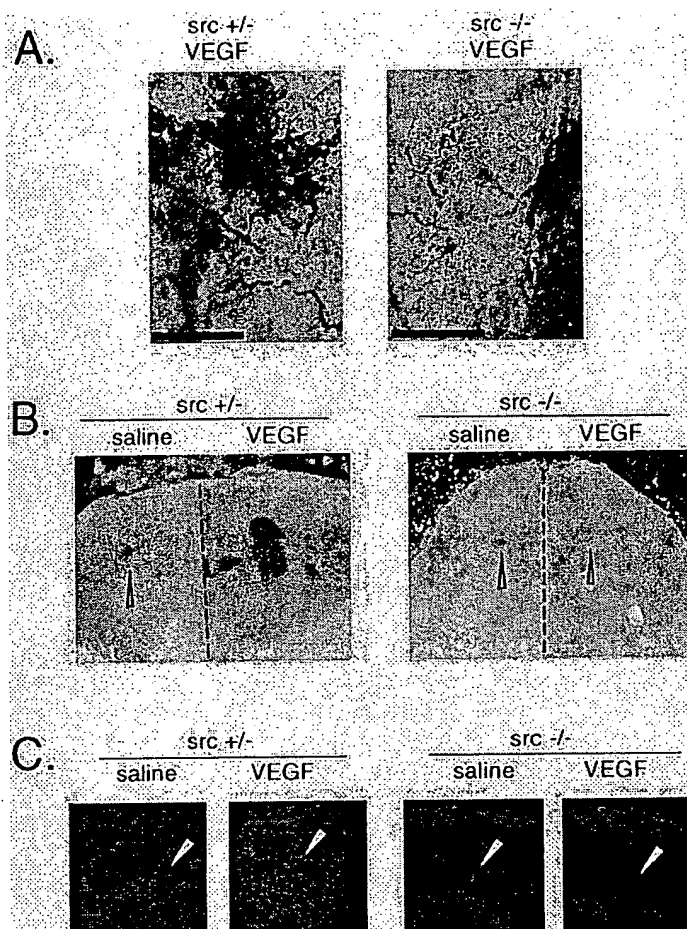 A.
src +/-
VEGF
src -/-
VEGF
B.
src +/-
src -/-
saline VEGF
saline VEGF
C.
src +/-
src -/-
saline VEGF
saline VEGF